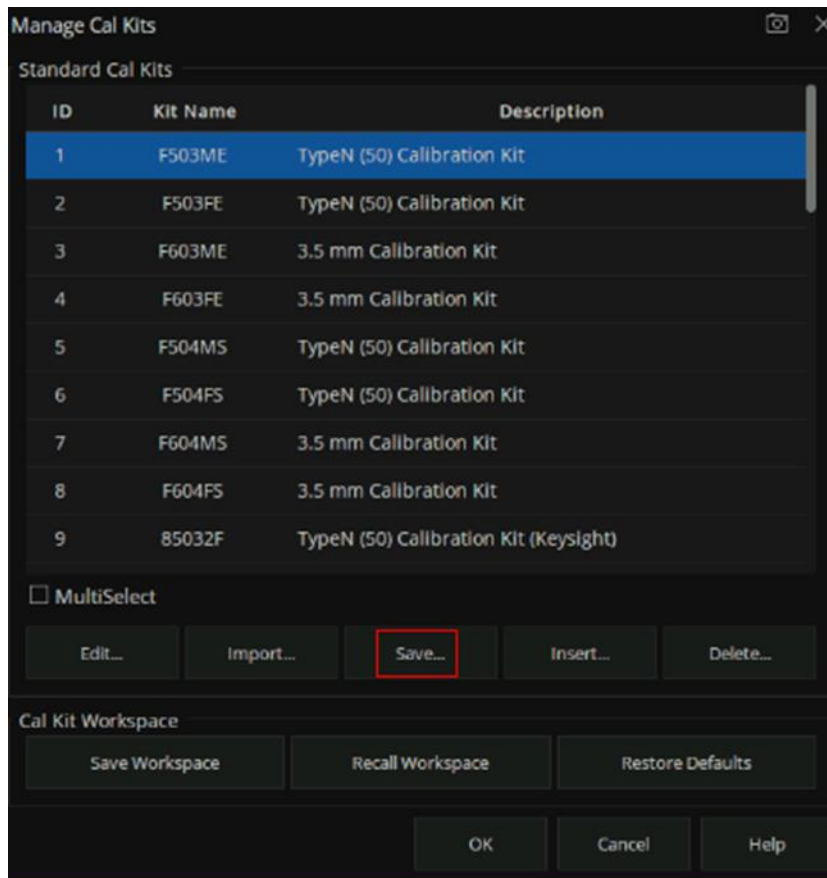 Manage Cal Kits
Standard Cal Kits
ID Kit Name Description
1 F503ME TypeN (50) Calibration Kit
2 F503FE TypeN (50) Calibration Kit
3 F603ME 3.5 mm Calibration Kit
4 F603FE 3.5 mm Calibration Kit
5 F504MS TypeN (50) Calibration Kit
6 F504FS TypeN (50) Calibration Kit
7 F604MS 3.5 mm Calibration Kit
8 F604FS 3.5 mm Calibration Kit
9 85032F TypeN (50) Calibration Kit (Keysight)
MultiSelect
Edit... Import... Save... Insert... Delete...
Cal Kit Workspace
Save Workspace Recall Workspace Restore Defaults
OK Cancel Help